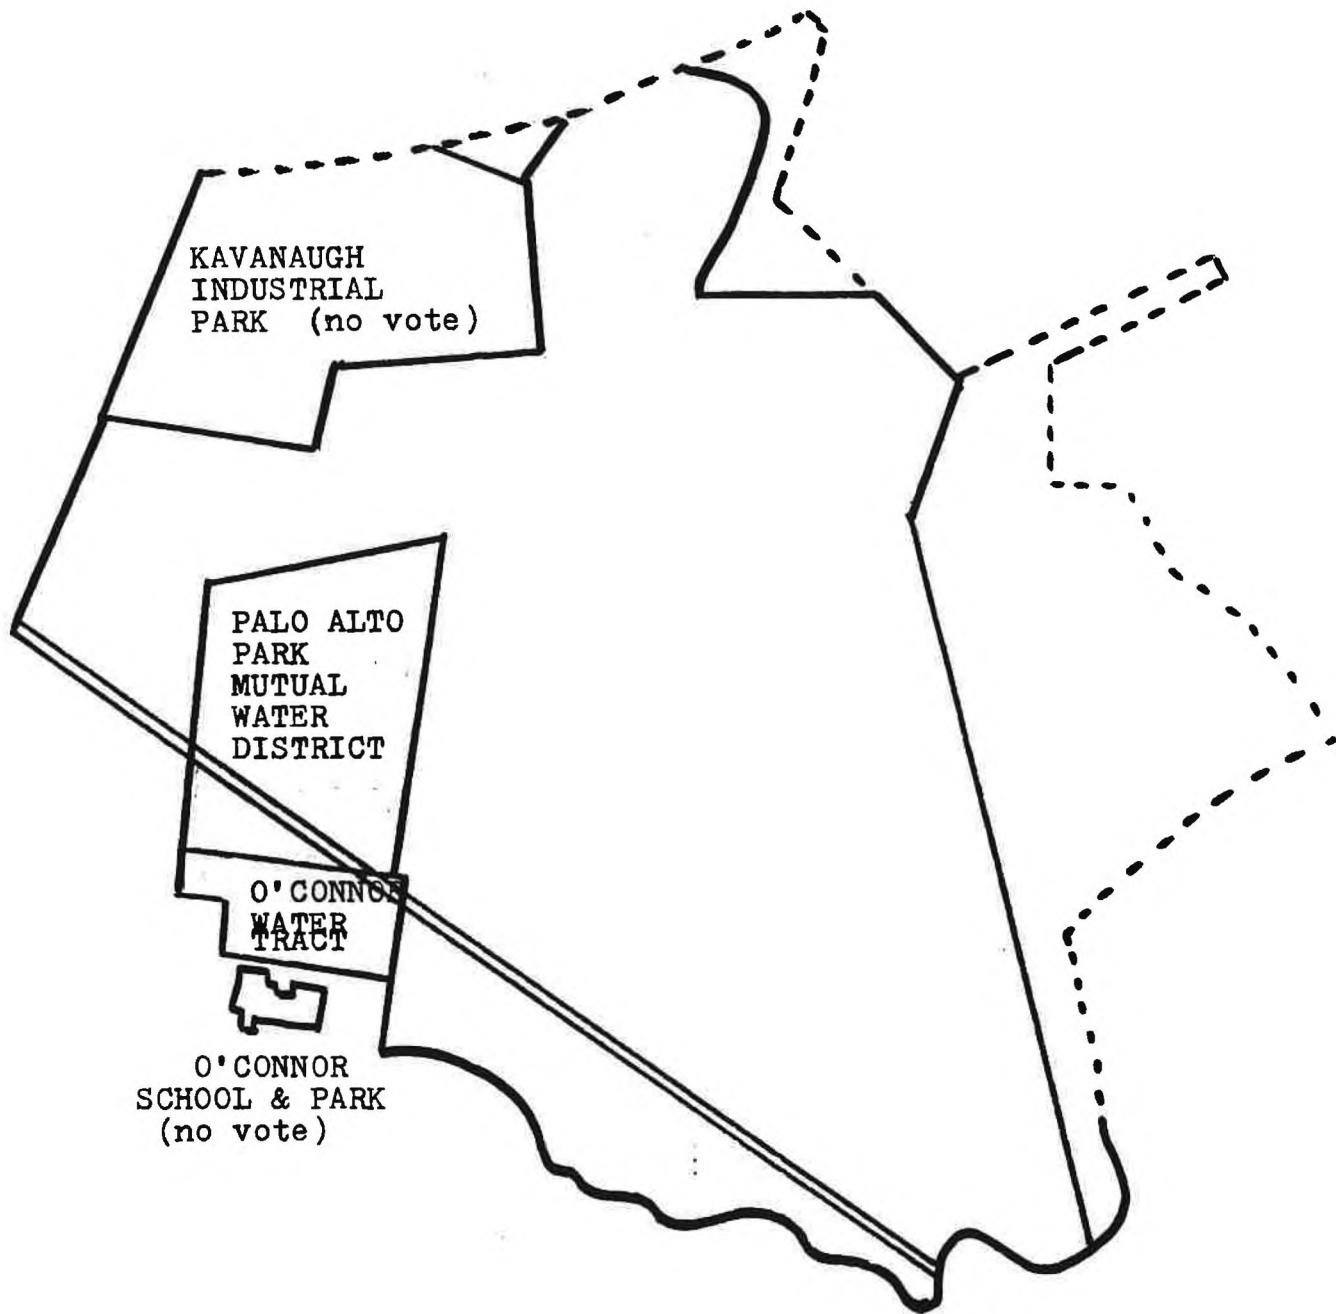 KAVANAUGH
INDUSTRIAL
PARK (no vote)
PALO ALTO
PARK
MUTUAL
WATER
DISTRICT
O'CONNOR
WATER
TRACT
O'CONNOR
SCHOOL & PARK
(no vote)